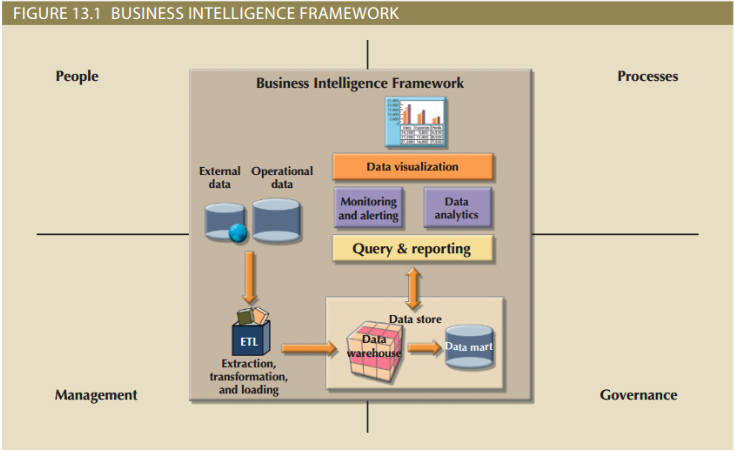 FIGURE 13.1 BUSINESS INTELLIGENCE FRAMEWORK
People
Processes
Business Intelligence Framework
Data visualization
External
data
Operational
data
Monitoring
and alerting
Data
analytics
Query & reporting
ETL
Extraction,
transformation,
and loading
Data store
Data
warehouse
Data mart
Management
Governance